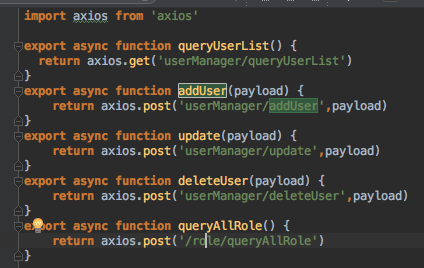 import axios from 'axios'
export async function queryUserList() {
return axios.get('userManager/queryUserList')
}
export async function addUser(payload) {
return axios.post('userManager/addUser',payload)
}
export async function update(payload) {
return axios.post('userManager/update',payload)
}
export async function deleteUser(payload) {
return axios.post('userManager/deleteUser',payload)
}
export async function queryAllRole() {
return axios.post('/role/queryAllRole')
}